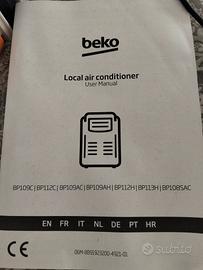 beko
Local air conditioner
User Manual
BP109C | BP112C | BP109AC | BP109AH | BP112H | BP113H | BP108SAC
EN FR IT NL DE PT HR
CE
subito